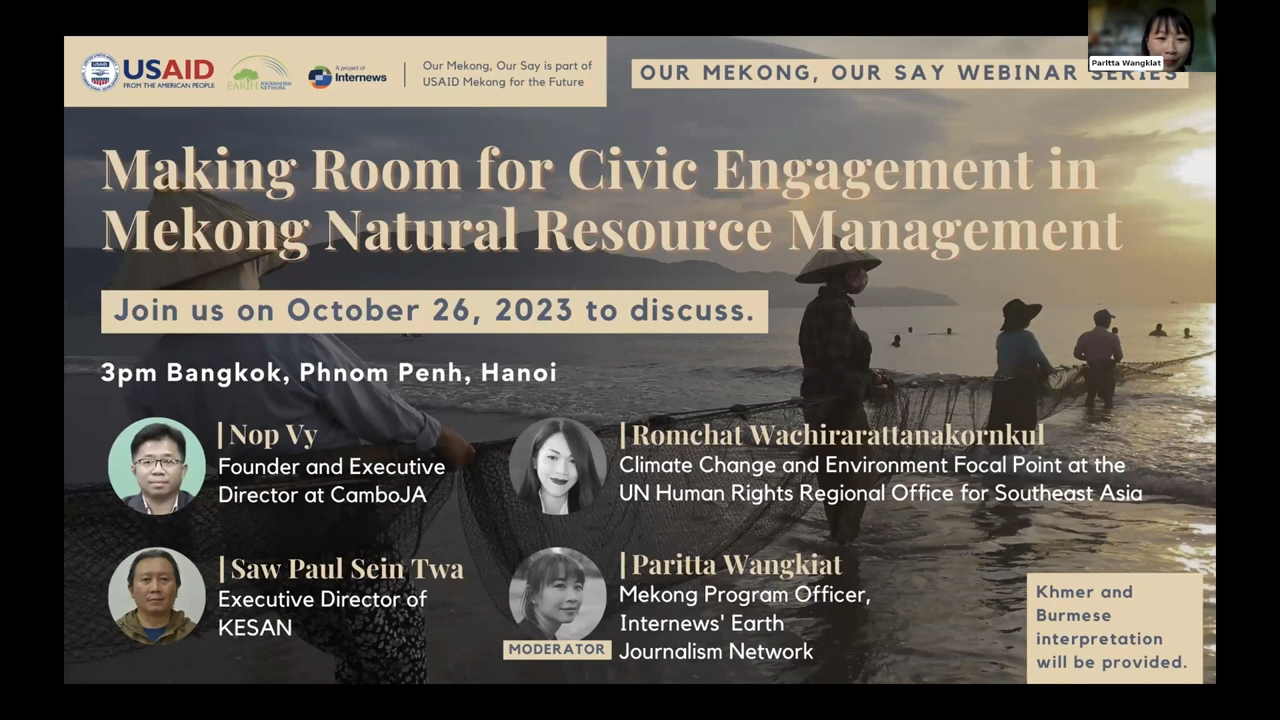 USAID
FROM THE AMERICAN PEOPLE
EARTH JOURNALISM
NETWORK
A project of
Internews
Our Mekong, Our Say is part of
USAID Mekong for the Future
OUR MEKONG, OUR SAY WEBINAR SERIES
Paritta Wangkiat
Making Room for Civic Engagement in
Mekong Natural Resource Management
Join us on October 26, 2023 to discuss.
3pm Bangkok, Phnom Penh, Hanoi
| Nop Vy
Founder and Executive
Director at CamboJA
| Romchat Wachirarattanakornkul
Climate Change and Environment Focal Point at the
UN Human Rights Regional Office for Southeast Asia
| Saw Paul Sein Twa
Executive Director of
KESAN
| Paritta Wangkiat
Mekong Program Officer,
Internews' Earth
Journalism Network
MODERATOR
Khmer and
Burmese
interpretation
will be provided.